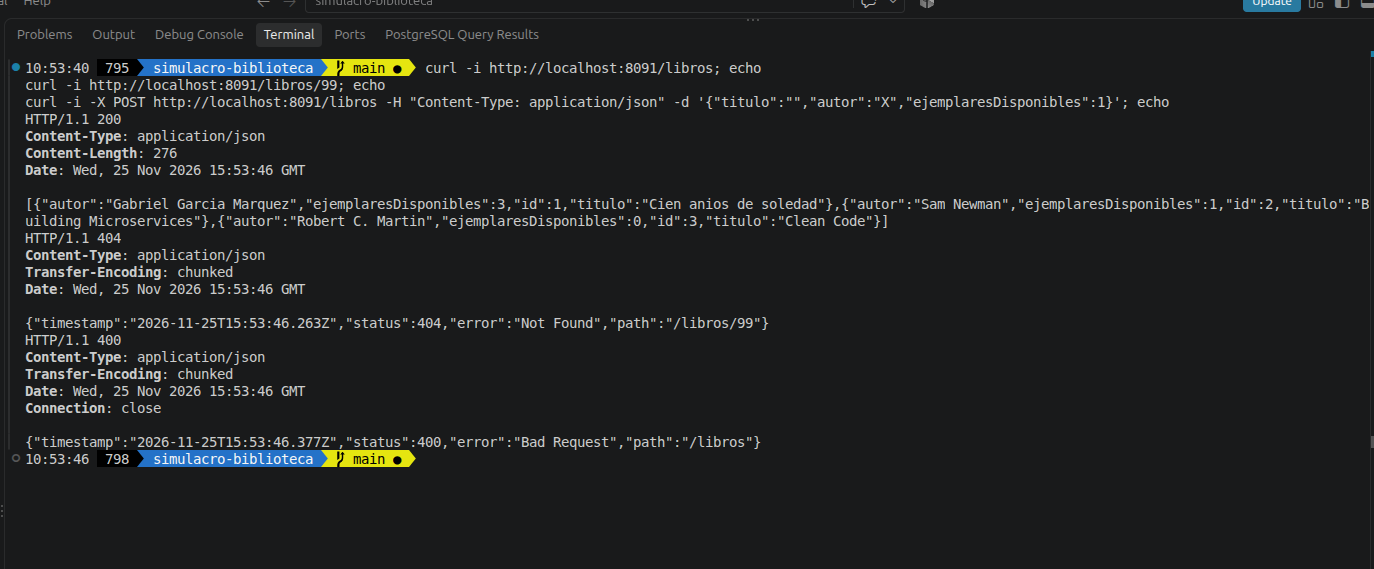 Help
simulacro-biblioteca
Update
Problems Output Debug Console Terminal Ports PostgreSQL Query Results
10:53:40 795 simulacro-biblioteca main ● curl -i http://localhost:8091/libros; echo
curl -i http://localhost:8091/libros/99; echo
curl -i -X POST http://localhost:8091/libros -H "Content-Type: application/json" -d '{"titulo":"","autor":"X","ejemplaresDisponibles":1}'; echo
HTTP/1.1 200
Content-Type: application/json
Content-Length: 276
Date: Wed, 25 Nov 2026 15:53:46 GMT
[{"autor":"Gabriel Garcia Marquez","ejemplaresDisponibles":3,"id":1,"titulo":"Cien anios de soledad"},{"autor":"Sam Newman","ejemplaresDisponibles":1,"id":2,"titulo":"B
uilding Microservices"},{"autor":"Robert C. Martin","ejemplaresDisponibles":0,"id":3,"titulo":"Clean Code"}]
HTTP/1.1 404
Content-Type: application/json
Transfer-Encoding: chunked
Date: Wed, 25 Nov 2026 15:53:46 GMT
{"timestamp":"2026-11-25T15:53:46.263Z","status":404,"error":"Not Found","path":"/libros/99"}
HTTP/1.1 400
Content-Type: application/json
Transfer-Encoding: chunked
Date: Wed, 25 Nov 2026 15:53:46 GMT
Connection: close
{"timestamp":"2026-11-25T15:53:46.377Z","status":400,"error":"Bad Request","path":"/libros"}
10:53:46 798 simulacro-biblioteca main ●